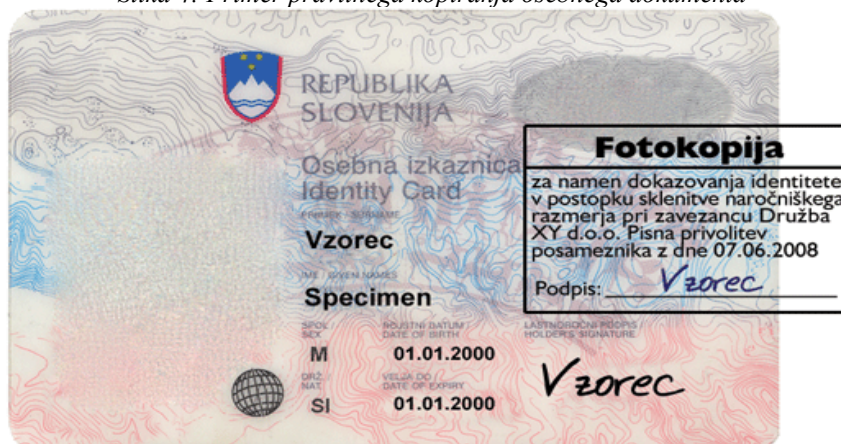 Slika 4: Primer pravilnega kopiranja osebnega dokumenta
REPUBLIKA
SLOVENIJA
Osebna izkaznica
Identity Card
PRIIMEK / SURNAME
Vzorec
IME / GIVEN NAMES
Specimen
SPOL
SEX
M
ROJSTNI DATUM
DATE OF BIRTH
01.01.2000
DRŽ.
NAT.
SI
VELJA DO
DATE OF EXPIRY
01.01.2000
Fotokopija
za namen dokazovanja identitete
v postopku sklenitve naročniškega
razmerja pri zavezancu Družba
XY d.o.o. Pisna privolitev
posameznika z dne 07.06.2008
Podpis: Vzorec
LASTNOROČNI PODPIS
HOLDER'S SIGNATURE
Vzorec